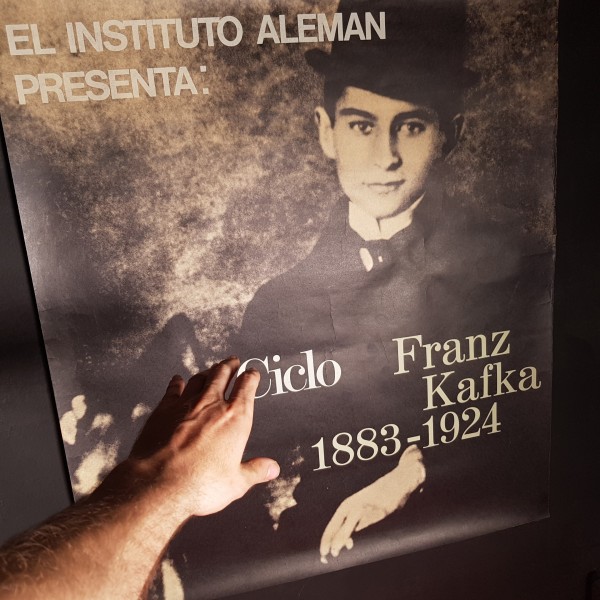 EL INSTITUTO ALEMAN
PRESENTA:
Ciclo Franz
Kafka
1883-1924